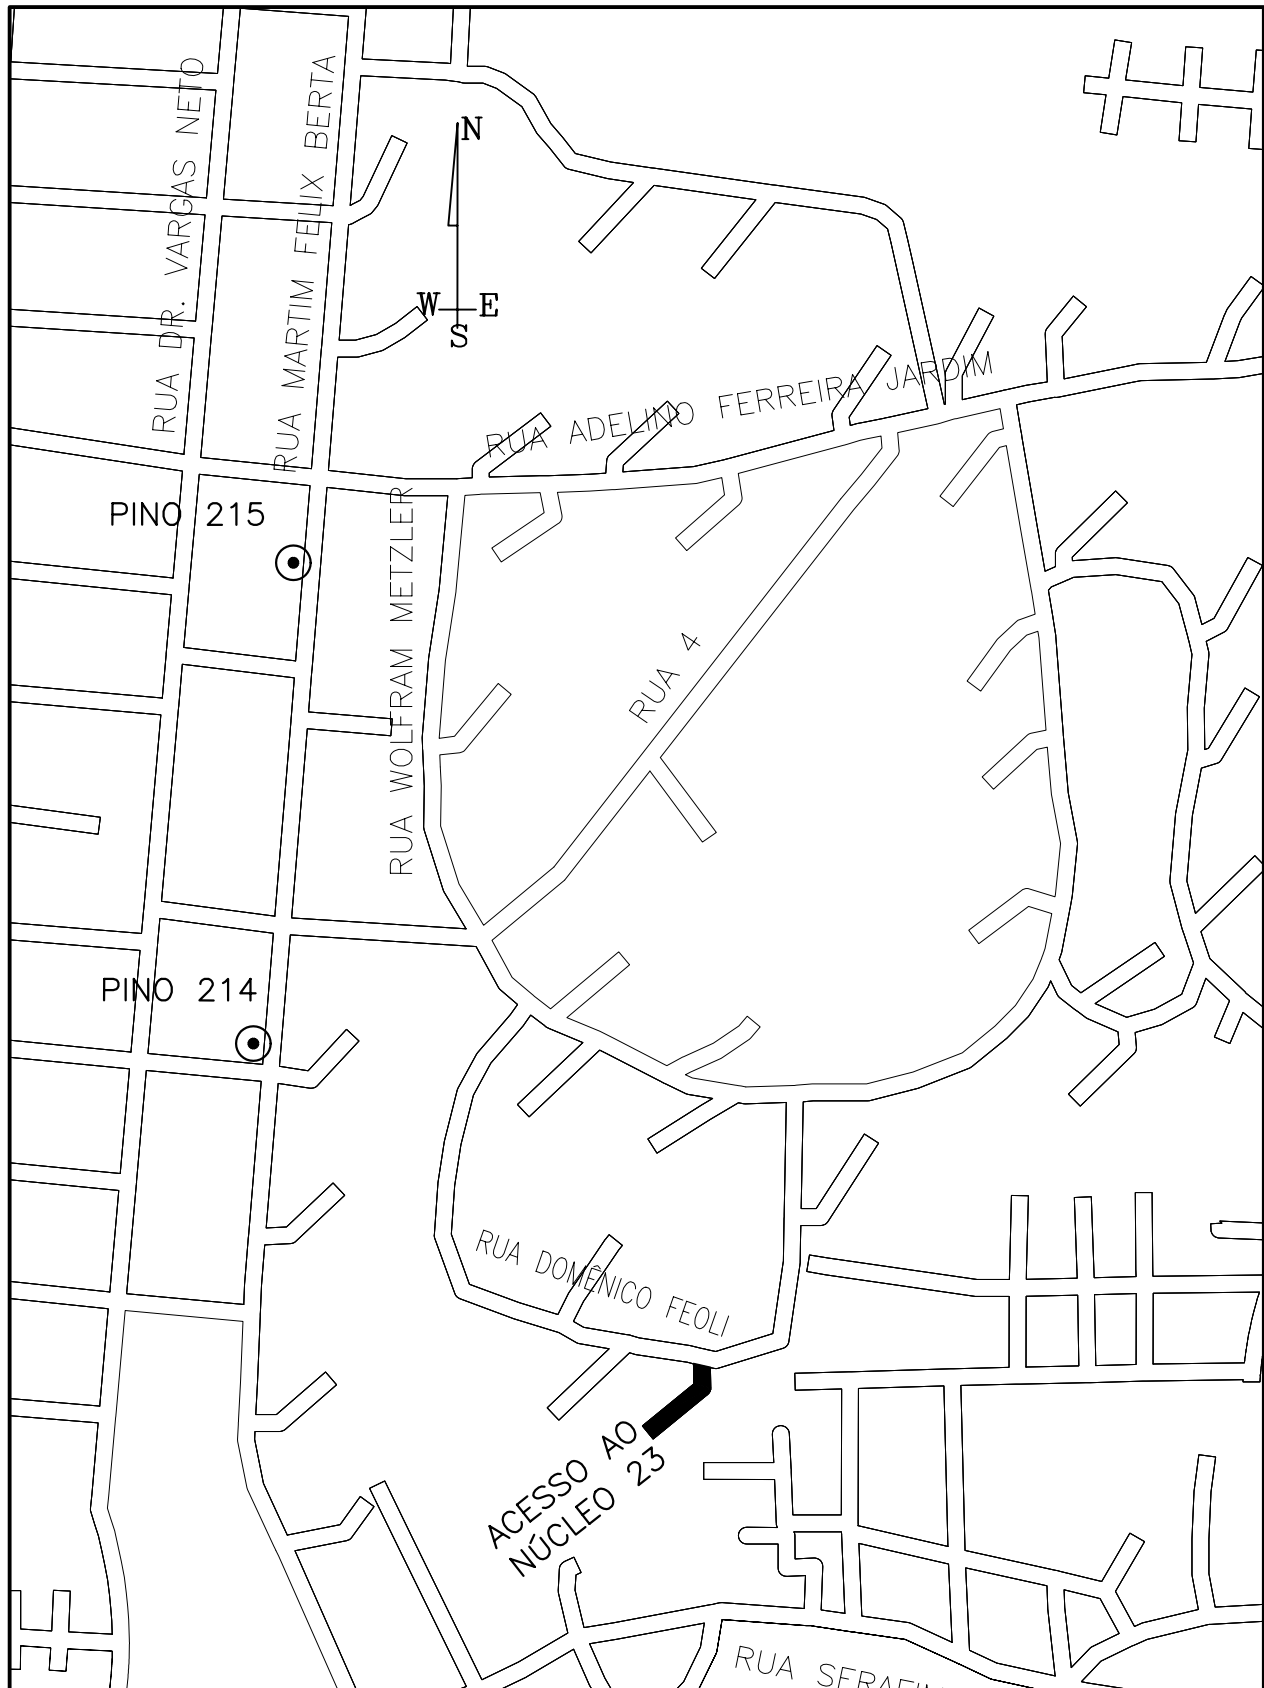 RUA DR. VARGAS NETO
RUA MARTIM FELIX BERTA
N
W E
S
RUA ADELINO FERREIRA JARDIM
PINO 215
RUA WOLFRAM METZLER
RUA 4
PINO 214
RUA DOMÊNICO FEOLI
ACESSO AO
NÚCLEO 23
RUA SERAFIM